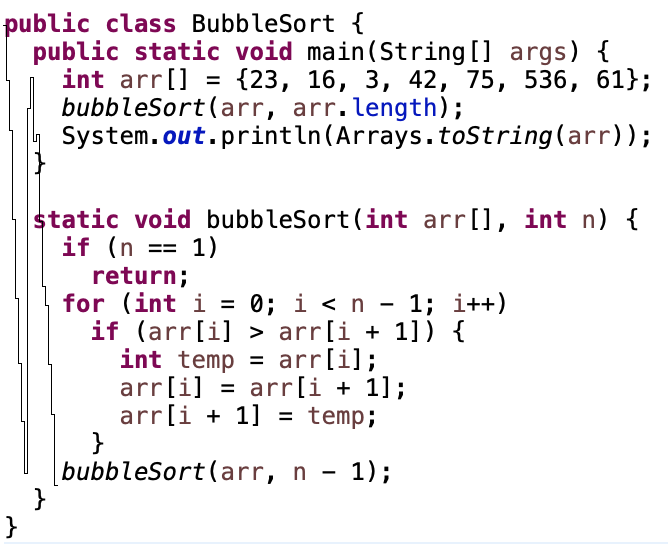 public class BubbleSort {
  public static void main(String[] args) {
    int arr[] = {23, 16, 3, 42, 75, 536, 61};
    bubbleSort(arr, arr.length);
    System.out.println(Arrays.toString(arr));
  }

  static void bubbleSort(int arr[], int n) {
    if (n == 1)
      return;
    for (int i = 0; i < n - 1; i++)
      if (arr[i] > arr[i + 1]) {
        int temp = arr[i];
        arr[i] = arr[i + 1];
        arr[i + 1] = temp;
      }
    bubbleSort(arr, n - 1);
  }
}